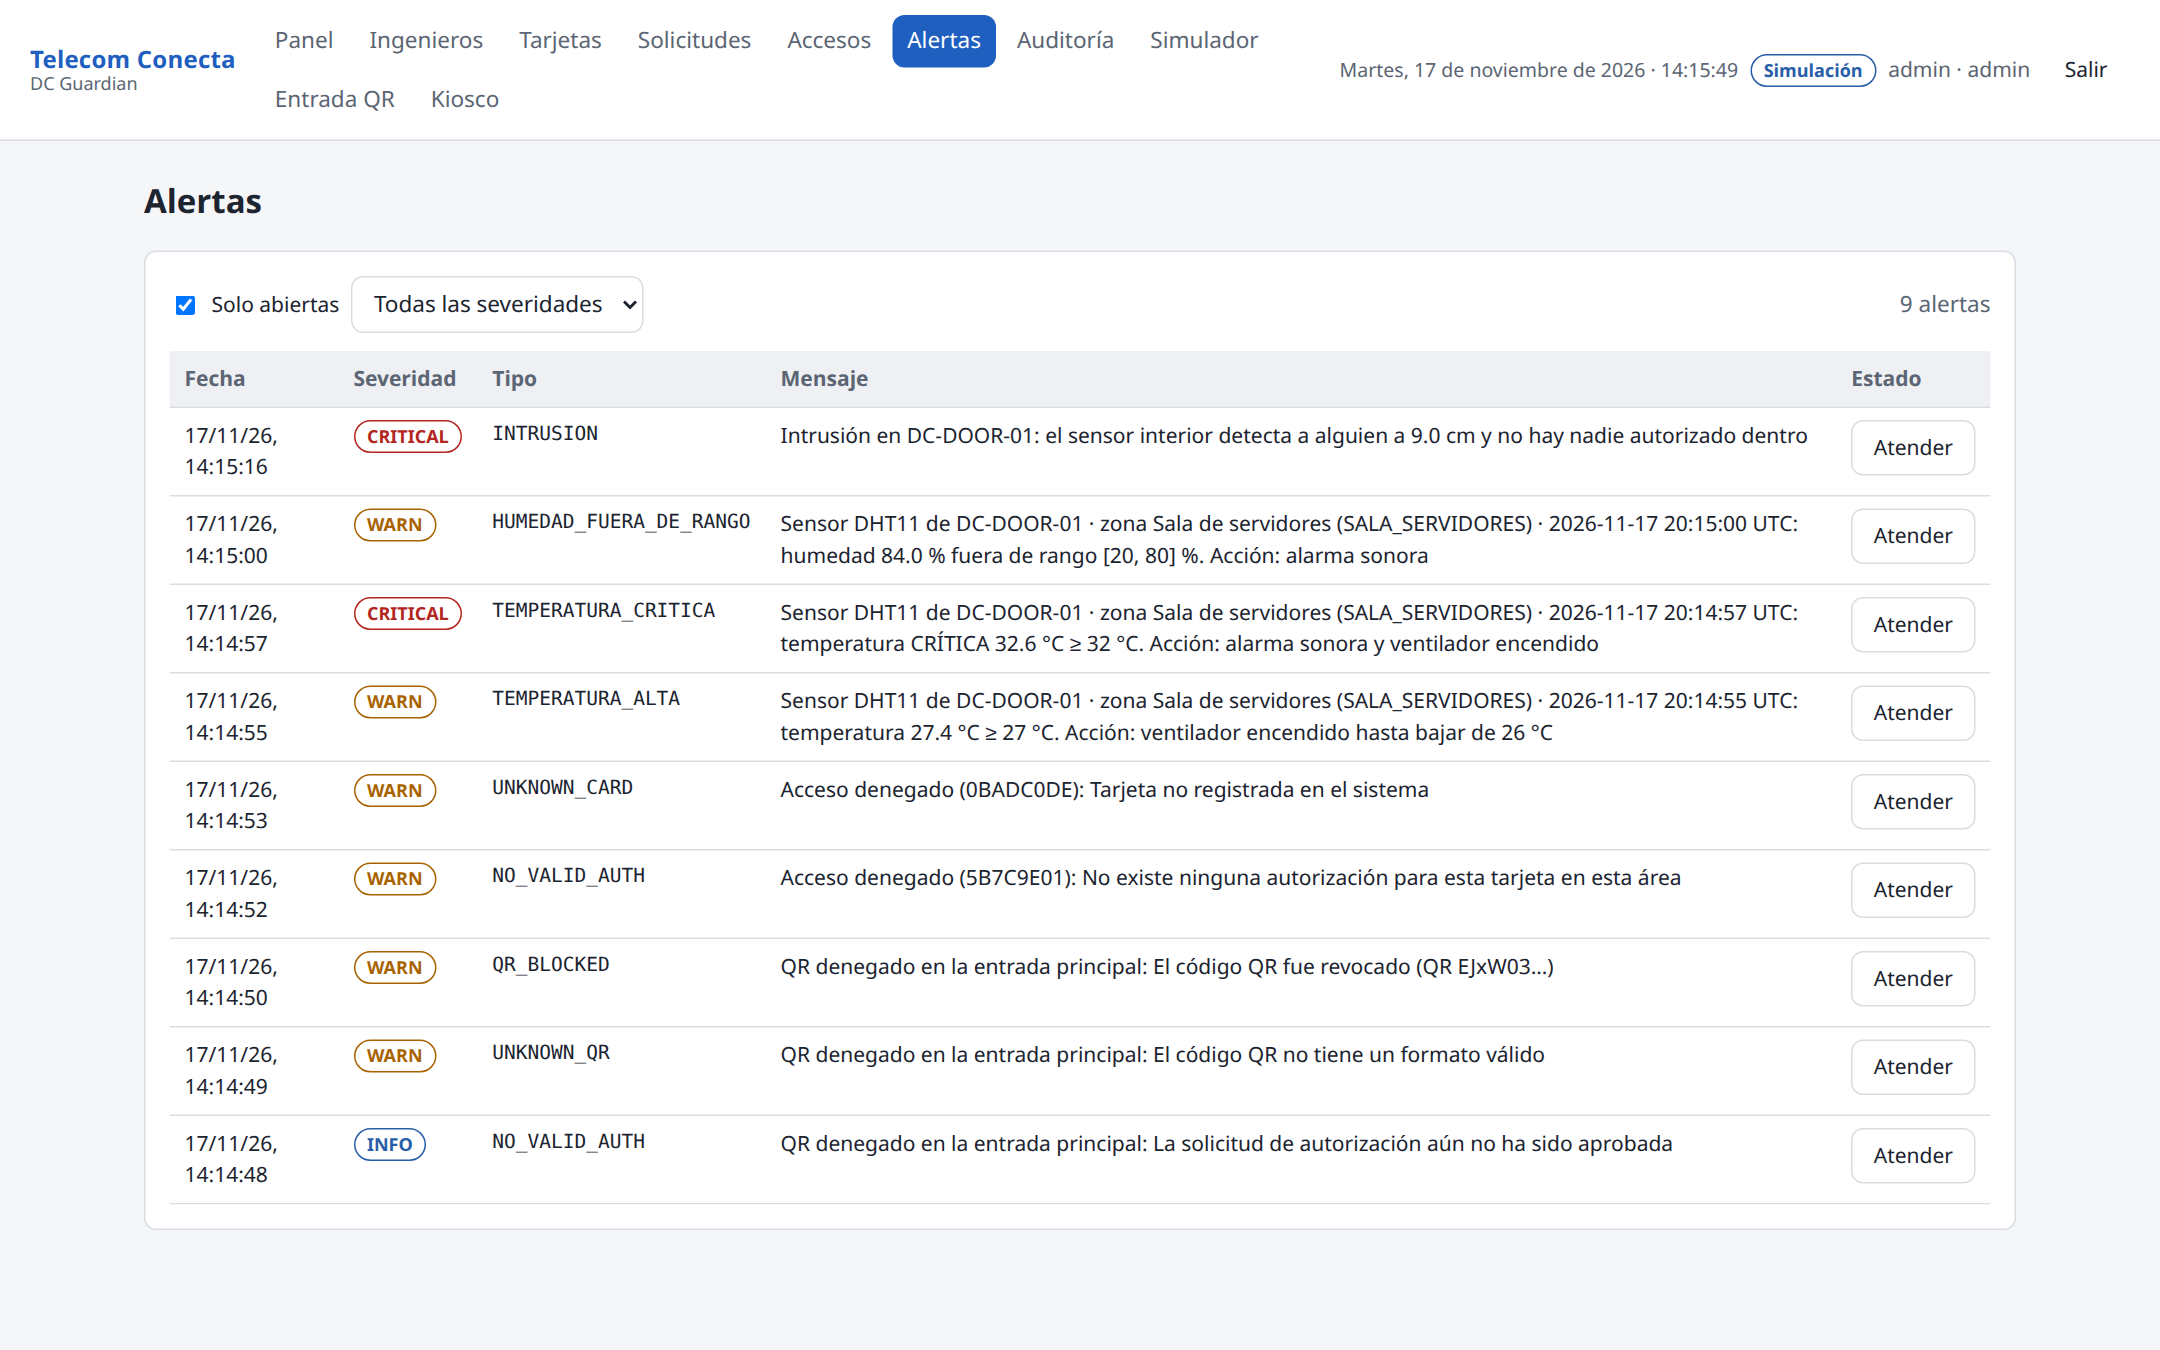 Telecom Conecta
DC Guardian
Panel Ingenieros Tarjetas Solicitudes Accesos Alertas Auditoría Simulador
Entrada QR Kiosco
Martes, 17 de noviembre de 2026 · 14:15:49 Simulación admin · admin Salir
Alertas
Solo abiertas Todas las severidades 9 alertas
Fecha Severidad Tipo Mensaje Estado
17/11/26, CRITICAL INTRUSION Intrusión en DC-DOOR-01: el sensor interior detecta a alguien a 9.0 cm y no hay nadie autorizado dentro Atender
14:15:16
17/11/26, WARN HUMEDAD_FUERA_DE_RANGO Sensor DHT11 de DC-DOOR-01 · zona Sala de servidores (SALA_SERVIDORES) · 2026-11-17 20:15:00 UTC: Atender
14:15:00 humedad 84.0 % fuera de rango [20, 80] %. Acción: alarma sonora
17/11/26, CRITICAL TEMPERATURA_CRITICA Sensor DHT11 de DC-DOOR-01 · zona Sala de servidores (SALA_SERVIDORES) · 2026-11-17 20:14:57 UTC: Atender
14:14:57 temperatura CRÍTICA 32.6 °C ≥ 32 °C. Acción: alarma sonora y ventilador encendido
17/11/26, WARN TEMPERATURA_ALTA Sensor DHT11 de DC-DOOR-01 · zona Sala de servidores (SALA_SERVIDORES) · 2026-11-17 20:14:55 UTC: Atender
14:14:55 temperatura 27.4 °C ≥ 27 °C. Acción: ventilador encendido hasta bajar de 26 °C
17/11/26, WARN UNKNOWN_CARD Acceso denegado (0BADC0DE): Tarjeta no registrada en el sistema Atender
14:14:53
17/11/26, WARN NO_VALID_AUTH Acceso denegado (5B7C9E01): No existe ninguna autorización para esta tarjeta en esta área Atender
14:14:52
17/11/26, WARN QR_BLOCKED QR denegado en la entrada principal: El código QR fue revocado (QR EJxW03…) Atender
14:14:50
17/11/26, WARN UNKNOWN_QR QR denegado en la entrada principal: El código QR no tiene un formato válido Atender
14:14:49
17/11/26, INFO NO_VALID_AUTH QR denegado en la entrada principal: La solicitud de autorización aún no ha sido aprobada Atender
14:14:48